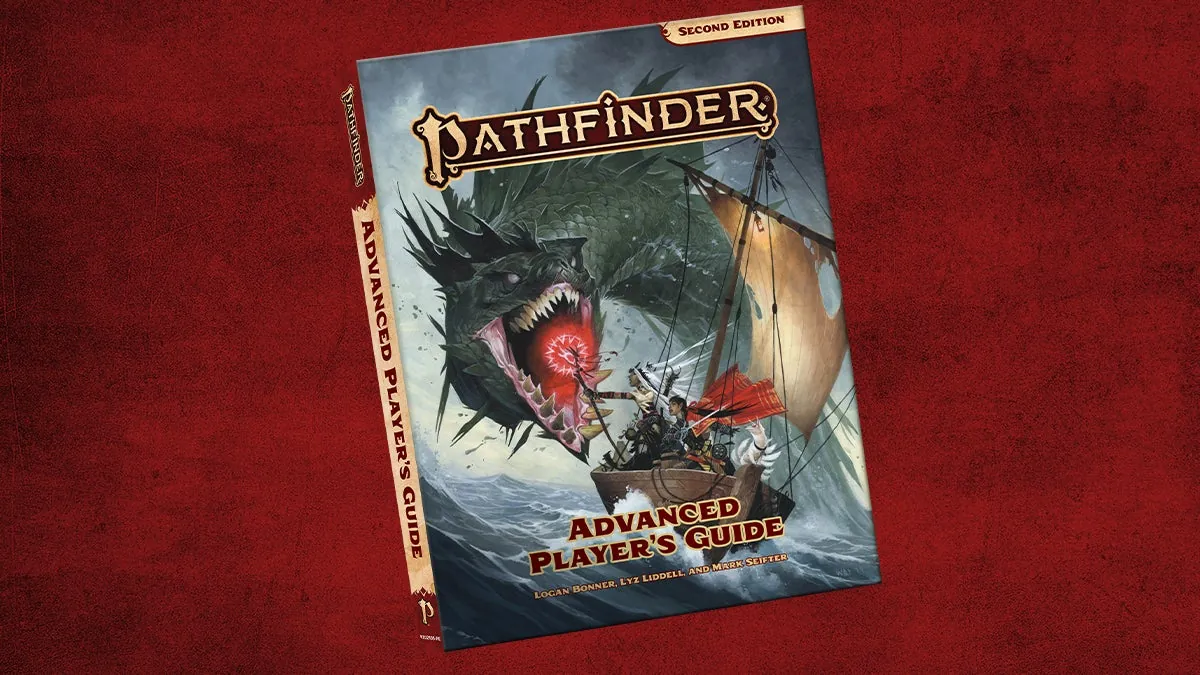 SECOND EDITION
PATHFINDER
ADVANCED
PLAYER'S GUIDE
LOGAN BONNER, LYZ LIDDELL, AND MARK SEIFTER
PATHFINDER
ADVANCED PLAYER'S GUIDE
P